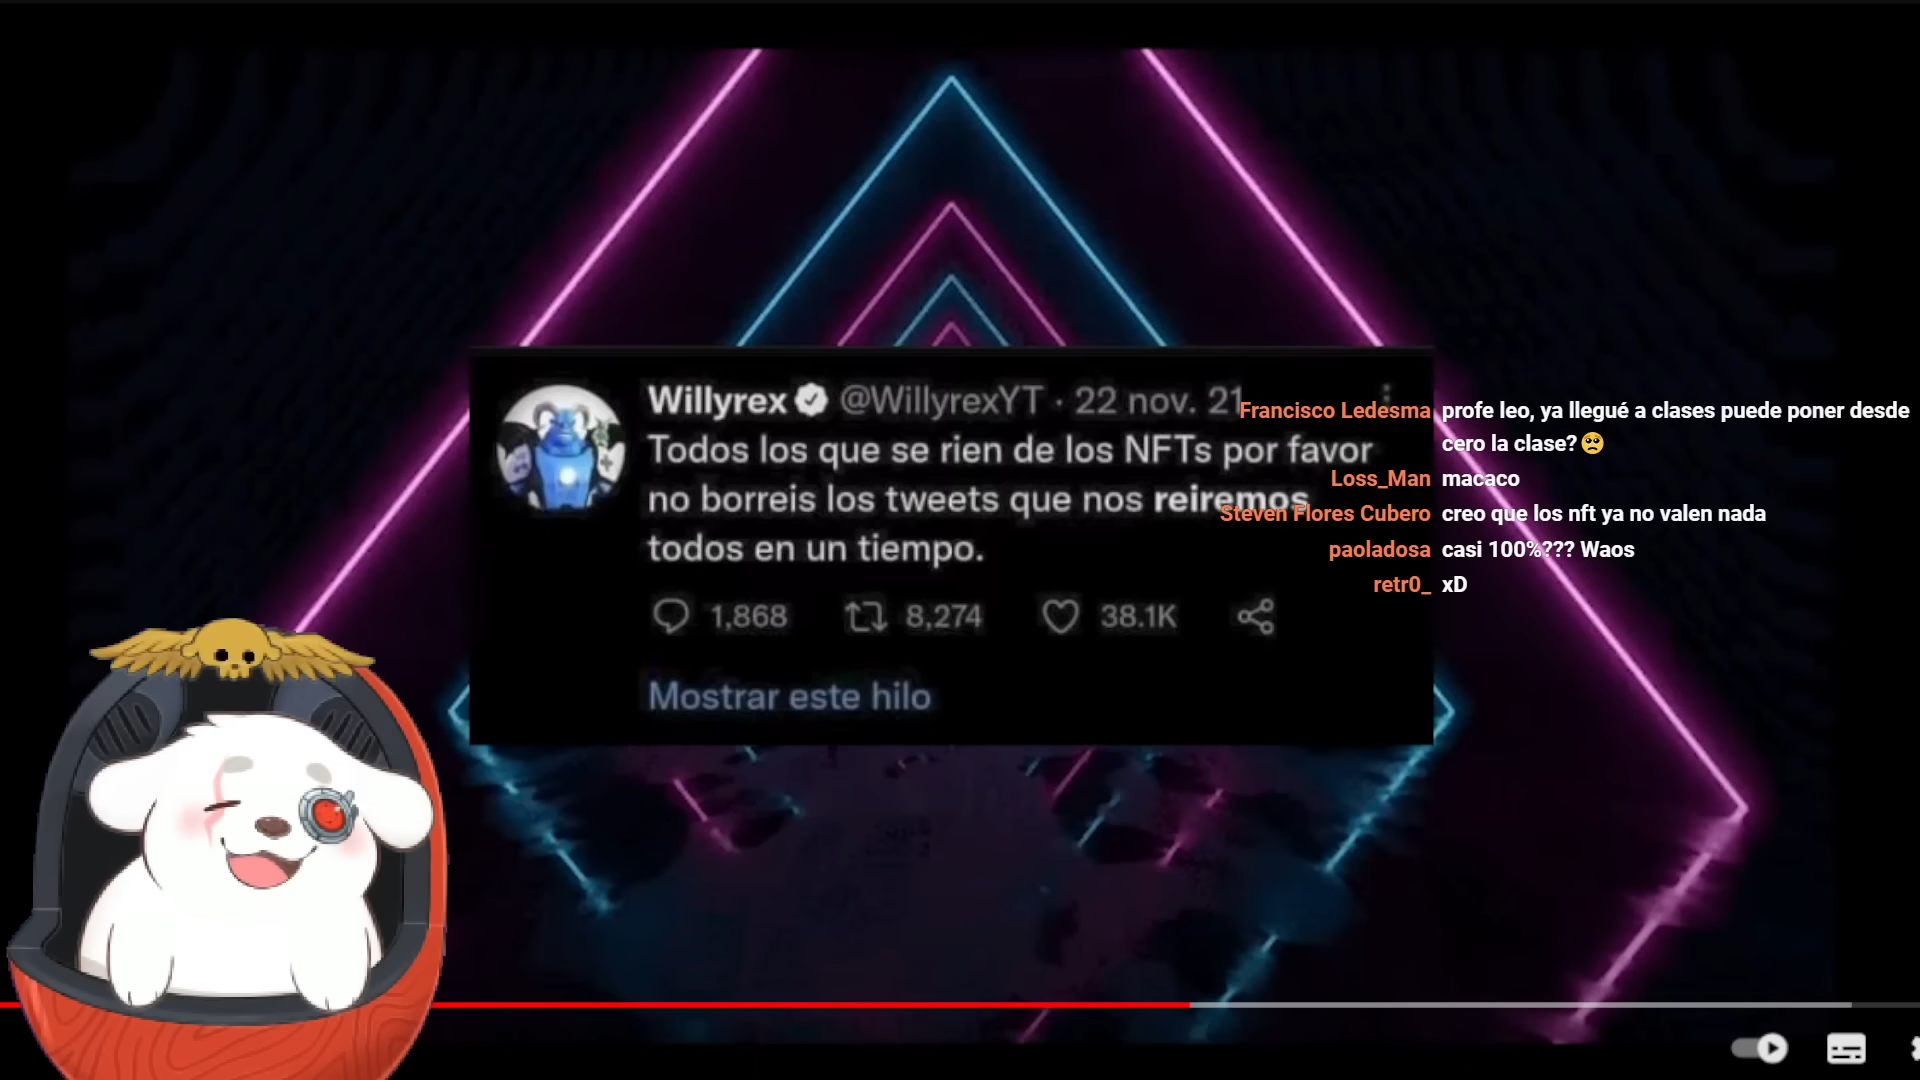 Willyrex @WillyrexYT · 22 nov. 21
Todos los que se rien de los NFTs por favor
no borreis los tweets que nos reiremos
todos en un tiempo.
1,868 8,274 38.1K
Mostrar este hilo
Francisco Ledesma profe leo, ya llegué a clases puede poner desde
cero la clase? 🥺
Loss_Man macaco
Steven Flores Cubero creo que los nft ya no valen nada
paoladosa casi 100%??? Waos
retr0_ xD